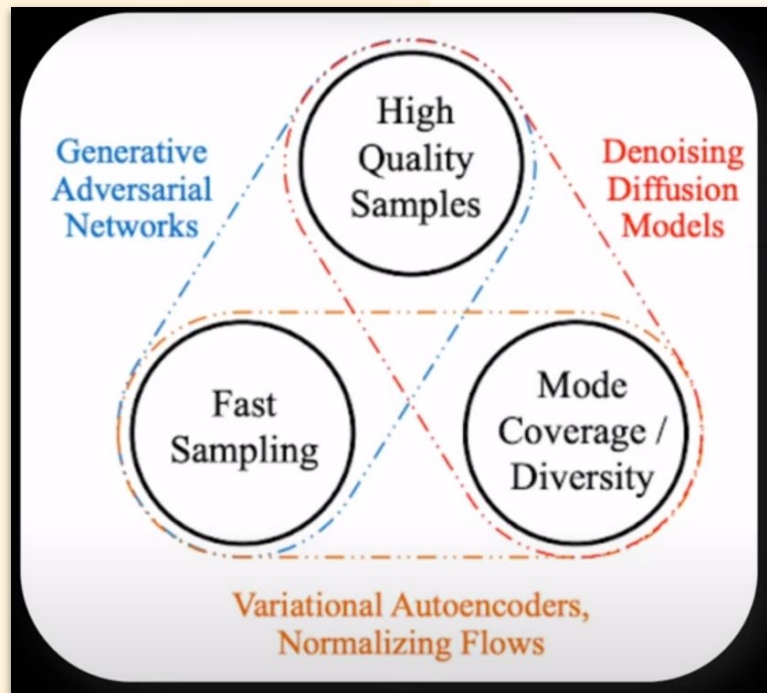 High
Quality
Samples
Generative
Adversarial
Networks
Denoising
Diffusion
Models
Fast
Sampling
Mode
Coverage /
Diversity
Variational Autoencoders,
Normalizing Flows